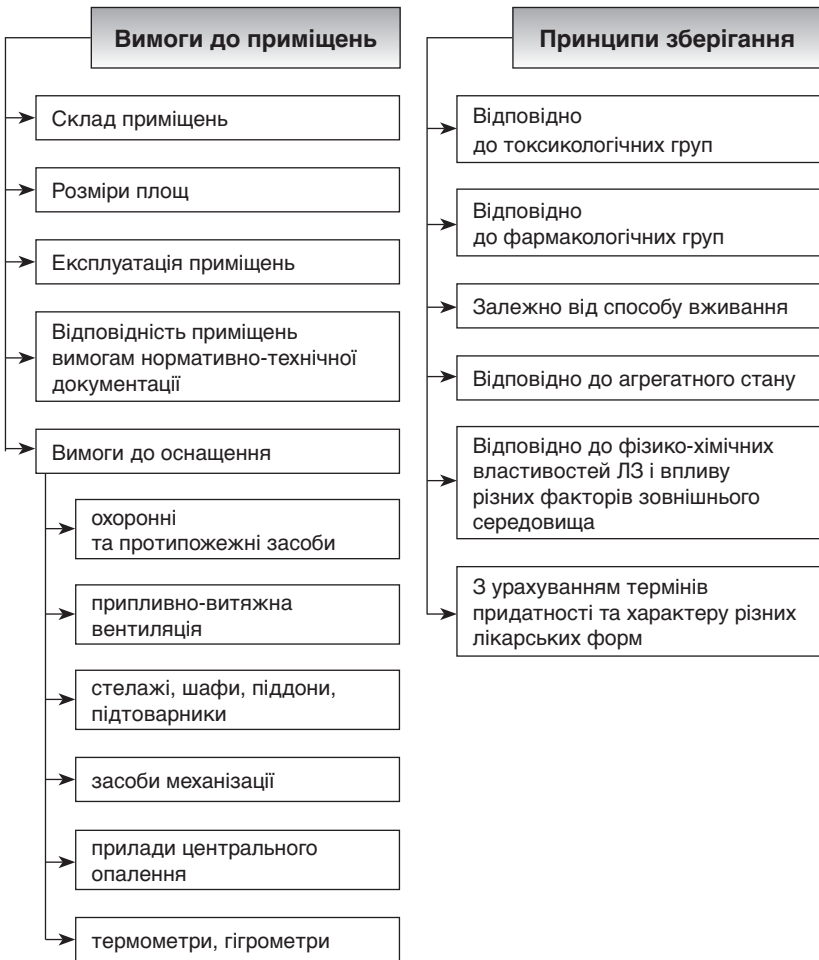 Вимоги до приміщень
Склад приміщень
Розміри площ
Експлуатація приміщень
Відповідність приміщень
вимогам нормативно-технічної
документації
Вимоги до оснащення
охоронні
та протипожежні засоби
припливно-витяжна
вентиляція
стелажі, шафи, піддони,
підтоварники
засоби механізації
прилади центрального
опалення
термометри, гігрометри
Принципи зберігання
Відповідно
до токсикологічних груп
Відповідно
до фармакологічних груп
Залежно від способу вживання
Відповідно до агрегатного стану
Відповідно до фізико-хімічних
властивостей ЛЗ і впливу
різних факторів зовнішнього
середовища
З урахуванням термінів
придатності та характеру різних
лікарських форм